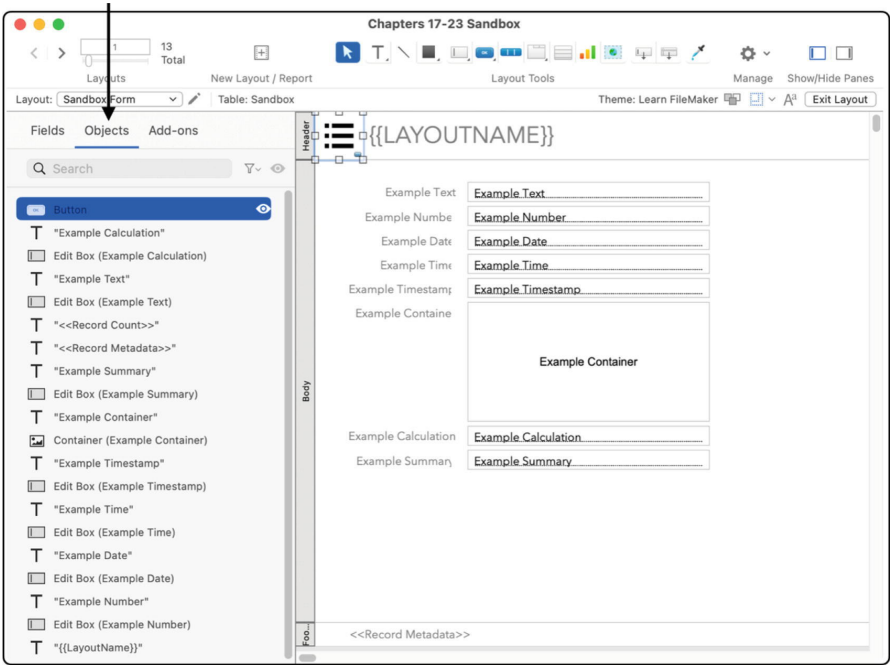 Chapters 17-23 Sandbox
1
13
Total
Layouts
New Layout / Report
T
Layout Tools
Manage
Show/Hide Panes
Layout:
Sandbox Form
Table: Sandbox
Theme: Learn FileMaker
Aa
Exit Layout
Fields
Objects
Add-ons
Search
Button
T "Example Calculation"
Edit Box (Example Calculation)
T "Example Text"
Edit Box (Example Text)
T "<<Record Count>>"
T "<<Record Metadata>>"
T "Example Summary"
Edit Box (Example Summary)
T "Example Container"
Container (Example Container)
T "Example Timestamp"
Edit Box (Example Timestamp)
T "Example Time"
Edit Box (Example Time)
T "Example Date"
Edit Box (Example Date)
T "Example Number"
Edit Box (Example Number)
T "{{LayoutName}}"
Header
{{LAYOUTNAME}}
Body
Example Text
Example Text
Example Numbe
Example Number
Example Date
Example Date
Example Time
Example Time
Example Timestamp
Example Timestamp
Example Containe
Example Container
Example Calculation
Example Calculation
Example Summary
Example Summary
Foo...
<<Record Metadata>>